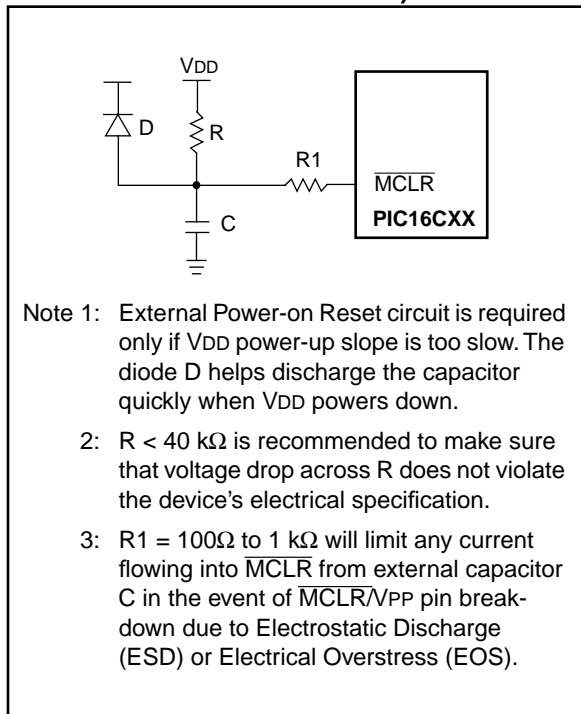 VDD
D
R
R1
MCLR
C
PIC16CXX
Note 1: External Power-on Reset circuit is required
only if VDD power-up slope is too slow. The
diode D helps discharge the capacitor
quickly when VDD powers down.
2: R < 40 kΩ is recommended to make sure
that voltage drop across R does not violate
the device's electrical specification.
3: R1 = 100Ω to 1 kΩ will limit any current
flowing into MCLR from external capacitor
C in the event of MCLR/VPP pin break-
down due to Electrostatic Discharge
(ESD) or Electrical Overstress (EOS).